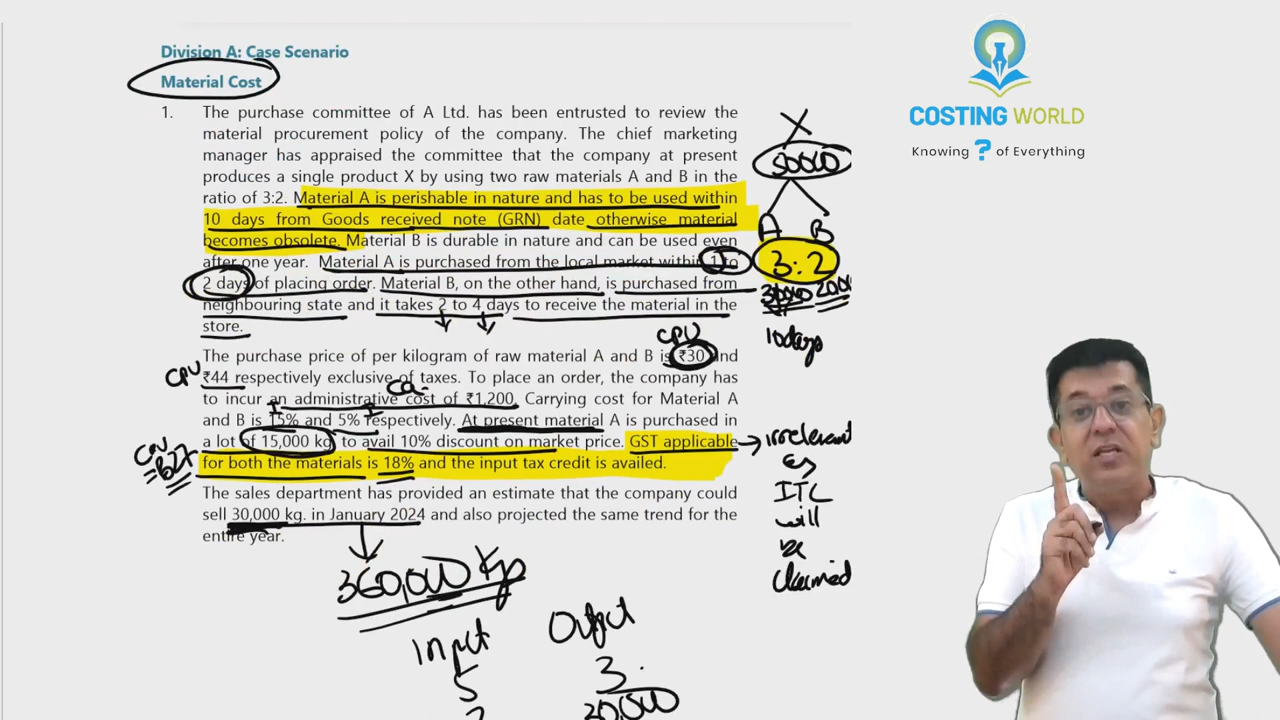 Division A: Case Scenario
Material Cost
1. The purchase committee of A Ltd. has been entrusted to review the
material procurement policy of the company. The chief marketing
manager has appraised the committee that the company at present
produces a single product X by using two raw materials A and B in the
ratio of 3:2. Material A is perishable in nature and has to be used within
10 days from Goods received note (GRN) date otherwise material
becomes obsolete. Material B is durable in nature and can be used even
after one year. Material A is purchased from the local market within 1 to
2 days of placing order. Material B, on the other hand, is purchased from
neighbouring state and it takes 2 to 4 days to receive the material in the
store.
The purchase price of per kilogram of raw material A and B is ₹30 and
₹44 respectively exclusive of taxes. To place an order, the company has
to incur an administrative cost of ₹1,200. Carrying cost for Material A
and B is 15% and 5% respectively. At present material A is purchased in
a lot of 15,000 kg. to avail 10% discount on market price. GST applicable
for both the materials is 18% and the input tax credit is availed.
The sales department has provided an estimate that the company could
sell 30,000 kg. in January 2024 and also projected the same trend for the
entire year.
X
50000
A B
3:2
30000
10days
CPU
CPU
I I
irrelevant
as
ITC
will
be
claimed
360,000 Kgs
Input Output
5 3
30,000
COSTING WORLD
Knowing ? of Everything